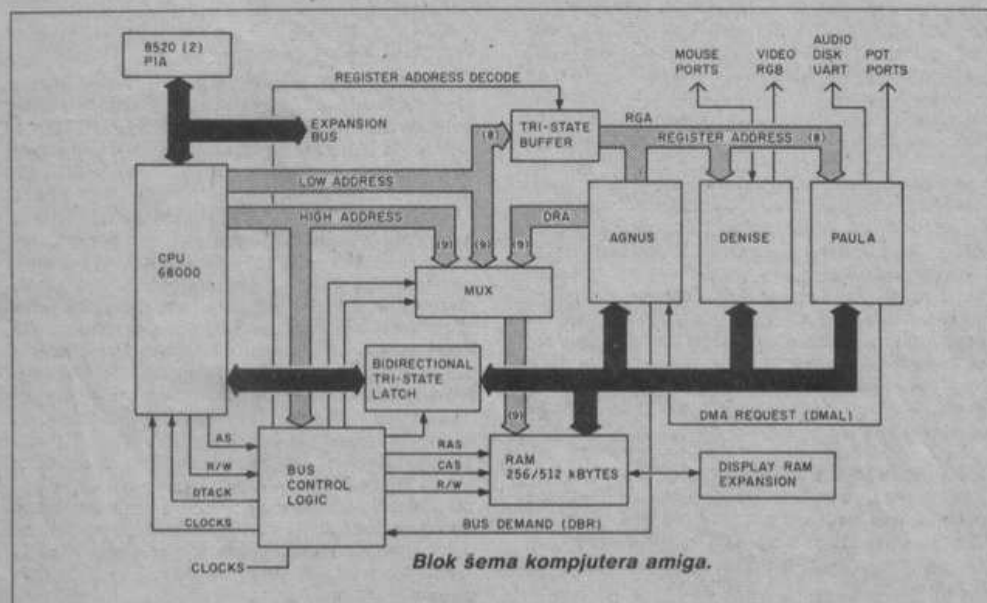 8520 (2)
PIA
REGISTER ADDRESS DECODE
MOUSE
PORTS
VIDEO
RGB
AUDIO
DISK
UART
POT
PORTS
EXPANSION
BUS
(8)
TRI-STATE
BUFFER
RGA
REGISTER ADDRESS (8)
LOW ADDRESS
HIGH ADDRESS
DRA
(9)
(9)
(9)
CPU
68000
MUX
AGNUS
DENISE
PAULA
BIDIRECTIONAL
TRI-STATE
LATCH
(9)
DMA REQUEST (DMAL)
AS
R/W
DTACK
CLOCKS
BUS
CONTROL
LOGIC
RAS
CAS
R/W
RAM
256/512 kBYTES
DISPLAY RAM
EXPANSION
BUS DEMAND (DBR)
CLOCKS
Blok šema kompjutera amiga.